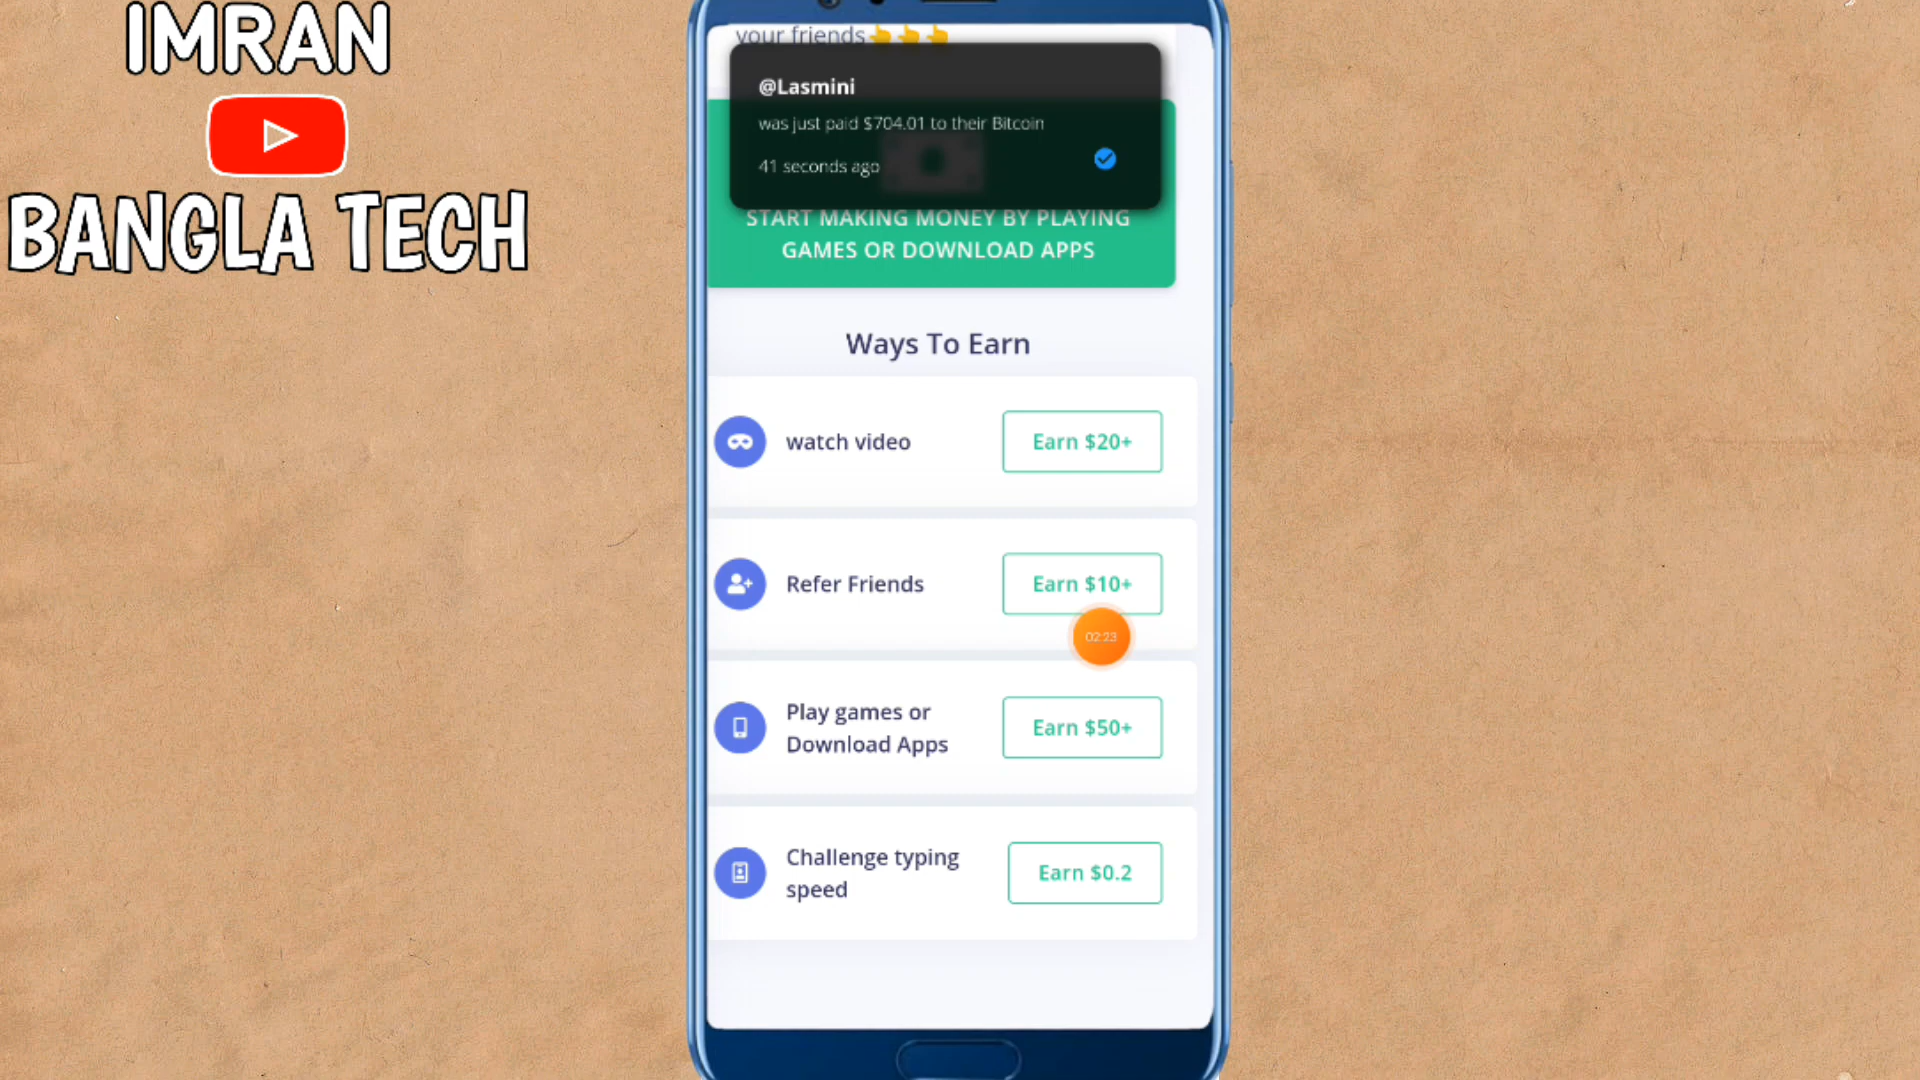 IMRAN
BANGLA TECH
your friends👆👆👆
@Lasmini
was just paid $704.01 to their Bitcoin
41 seconds ago
START MAKING MONEY BY PLAYING
GAMES OR DOWNLOAD APPS
Ways To Earn
watch video
Earn $20+
Refer Friends
Earn $10+
02:23
Play games or
Download Apps
Earn $50+
Challenge typing
speed
Earn $0.2